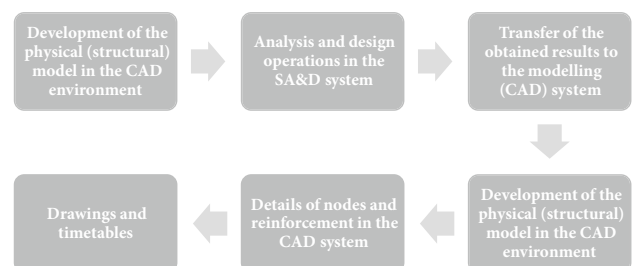 Development of the
physical (structural)
model in the CAD
environment
Analysis and design
operations in the
SA&D system
Transfer of the
obtained results to
the modelling
(CAD) system
Development of the
physical (structural)
model in the CAD
environment
Details of nodes and
reinforcement in the
CAD system
Drawings and
timetables